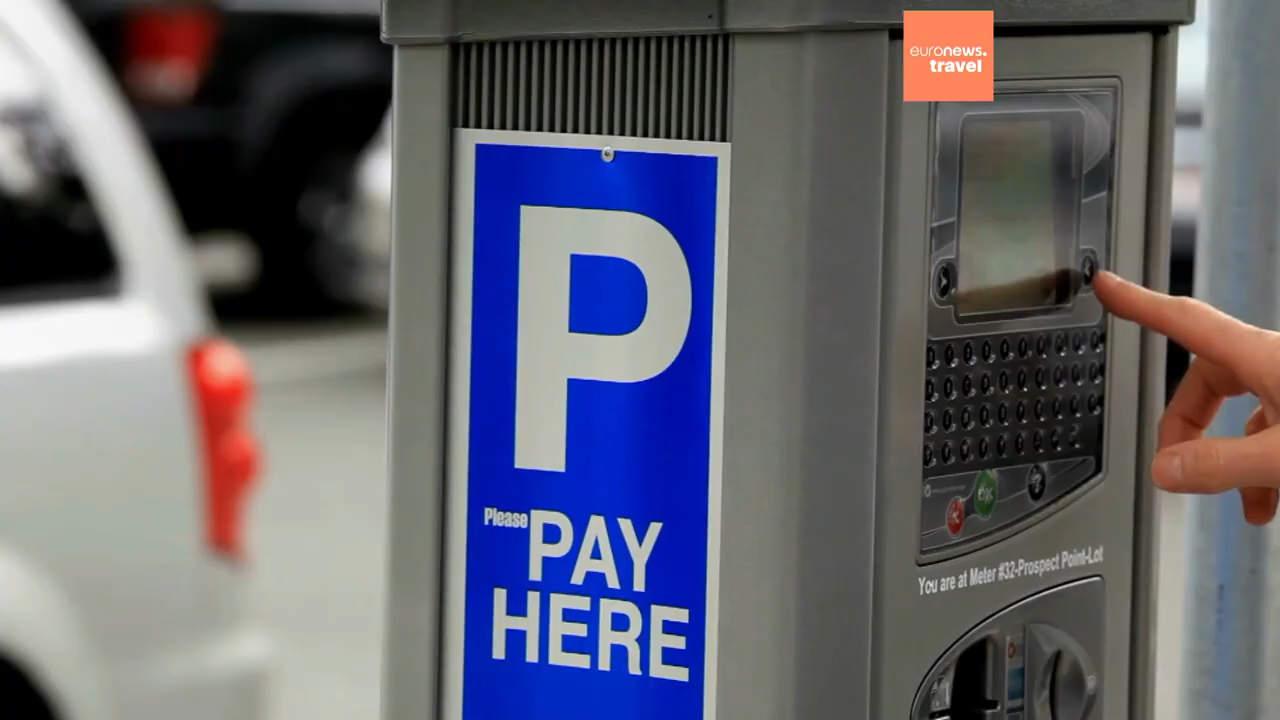 euronews.
travel
P
Please PAY
HERE
You are at Meter #32-Prospect Point-Lot